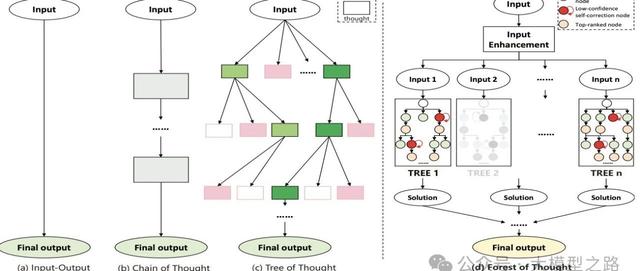 Input
Final output
(a) Input-Output
Input
......
Final output
(b) Chain of Thought
Input
thought
......
......
Final output
(c) Tree of Thought
node
Low-confidence
self-correction node
Top-ranked node
Input
Input
Enhancement
Input 1
Input 2
......
Input n
TREE 1
TREE 2
......
TREE n
Solution
Solution
Solution
......
Final output
(d) Forest of Thought
公众号 · 大模型之路